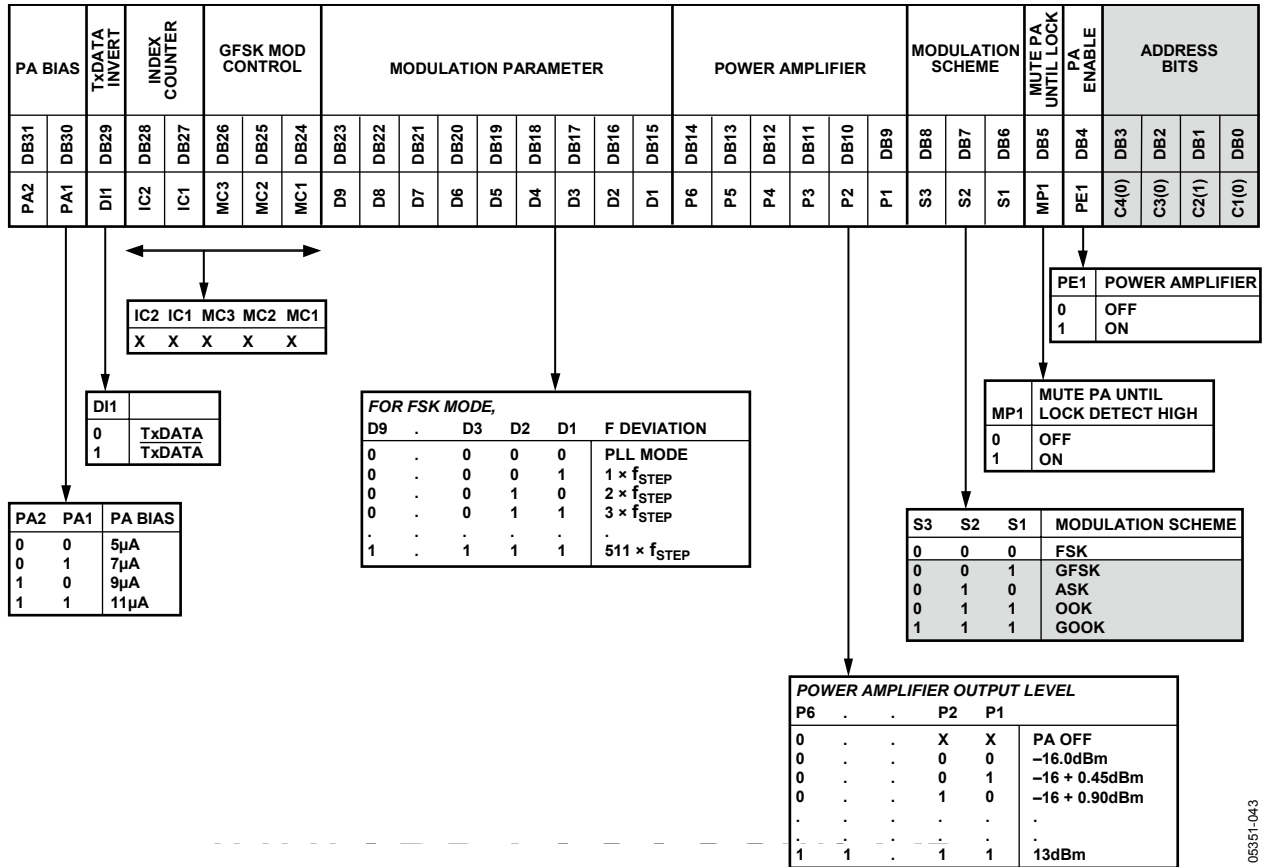 PA BIAS
TxDATA INVERT
INDEX COUNTER
GFSK MOD CONTROL
MODULATION PARAMETER
POWER AMPLIFIER
MODULATION SCHEME
MUTE PA UNTIL LOCK
PA ENABLE
ADDRESS BITS
DB31 DB30 DB29 DB28 DB27 DB26 DB25 DB24 DB23 DB22 DB21 DB20 DB19 DB18 DB17 DB16 DB15 DB14 DB13 DB12 DB11 DB10 DB9 DB8 DB7 DB6 DB5 DB4 DB3 DB2 DB1 DB0
PA2 PA1 DI1 IC2 IC1 MC3 MC2 MC1 D9 D8 D7 D6 D5 D4 D3 D2 D1 P6 P5 P4 P3 P2 P1 S3 S2 S1 MP1 PE1 C4(0) C3(0) C2(1) C1(0)
PE1 POWER AMPLIFIER
0 OFF
1 ON
IC2 IC1 MC3 MC2 MC1
X X X X X
MP1 MUTE PA UNTIL LOCK DETECT HIGH
0 OFF
1 ON
DI1
0 TxDATA
1 TxDATA
FOR FSK MODE,
D9 . D3 D2 D1 F DEVIATION
0 . 0 0 0 PLL MODE
0 . 0 0 1 1 × fSTEP
0 . 0 1 0 2 × fSTEP
0 . 0 1 1 3 × fSTEP
. . . . . .
1 . 1 1 1 511 × fSTEP
PA2 PA1 PA BIAS
0 0 5µA
0 1 7µA
1 0 9µA
1 1 11µA
S3 S2 S1 MODULATION SCHEME
0 0 0 FSK
0 0 1 GFSK
0 1 0 ASK
0 1 1 OOK
1 1 1 GOOK
POWER AMPLIFIER OUTPUT LEVEL
P6 . . P2 P1
0 . . X X PA OFF
0 . . 0 0 –16.0dBm
0 . . 0 1 –16 + 0.45dBm
0 . . 1 0 –16 + 0.90dBm
. . . . . .
. . . . . .
1 1 . 1 1 13dBm
05351-043